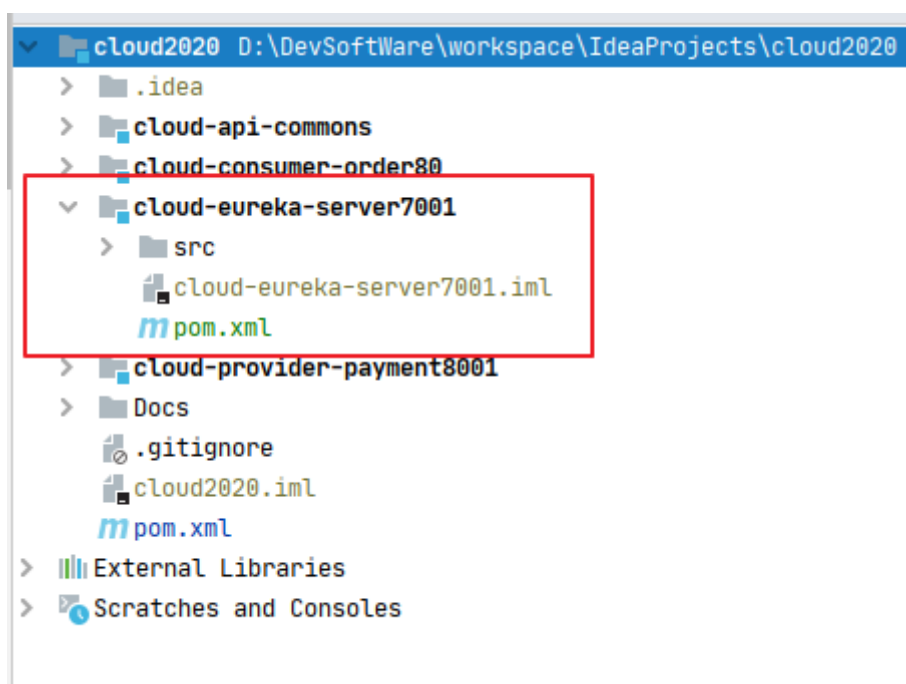 cloud2020 D:\DevSoftWare\workspace\IdeaProjects\cloud2020
.idea
cloud-api-commons
cloud-consumer-order80
cloud-eureka-server7001
src
cloud-eureka-server7001.iml
pom.xml
cloud-provider-payment8001
Docs
.gitignore
cloud2020.iml
pom.xml
External Libraries
Scratches and Consoles